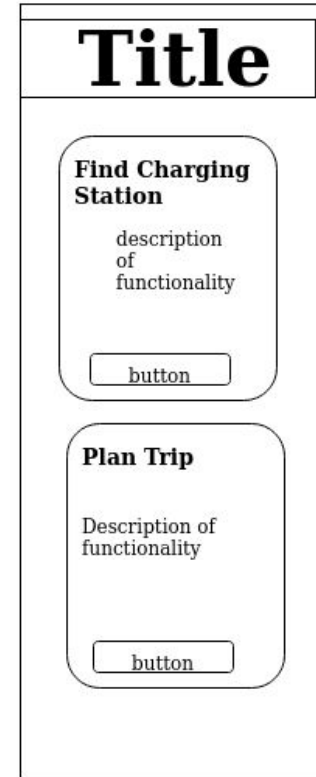 Title
Find Charging
Station
description
of
functionality
button
Plan Trip
Description of
functionality
button